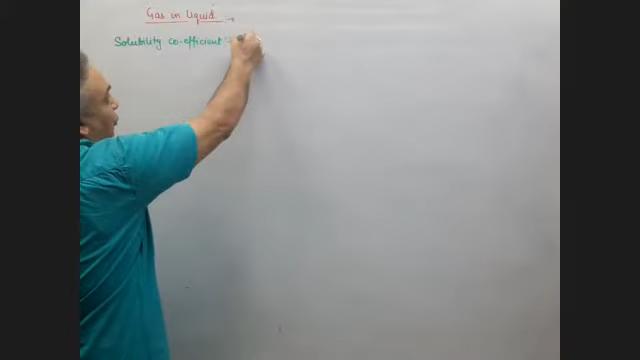 Gas in liquid →
Solubility co-efficient :